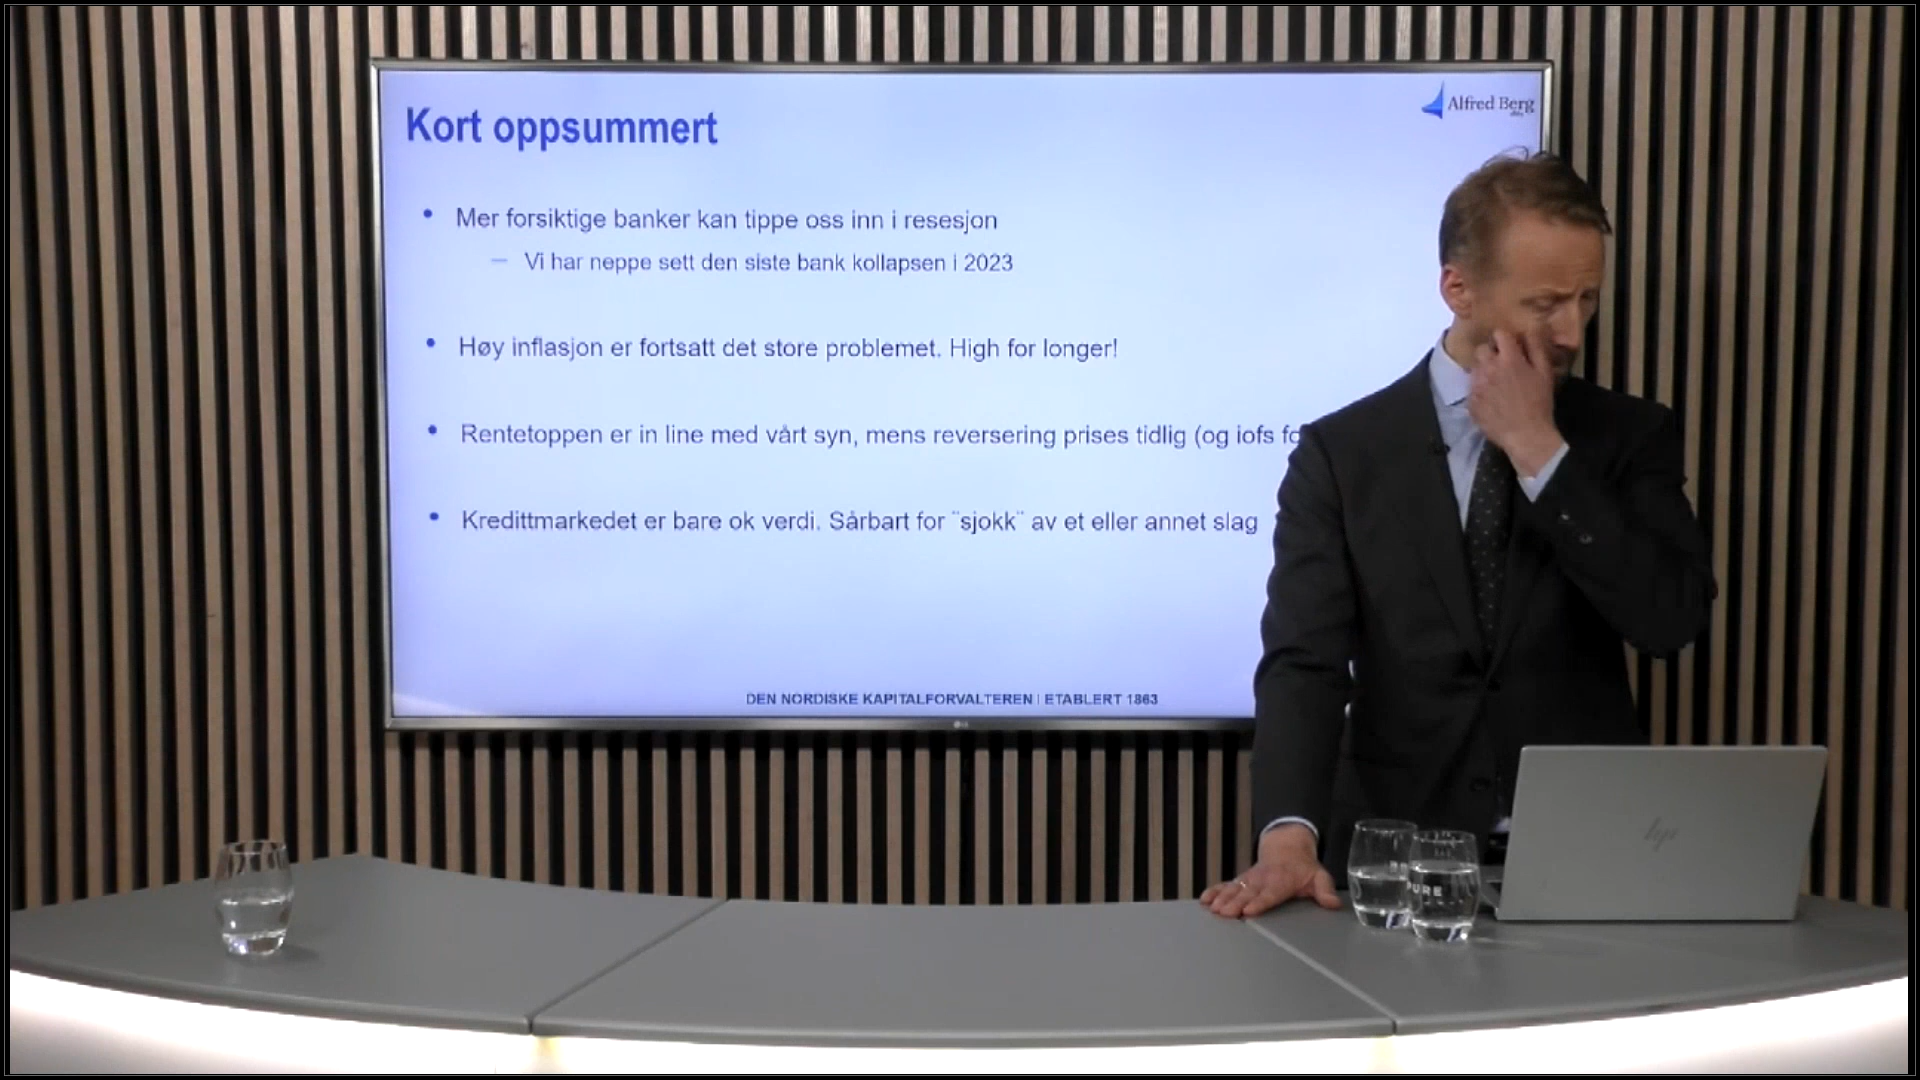 Alfred Berg
Kort oppsummert
Mer forsiktige banker kan tippe oss inn i resesjon
Vi har neppe sett den siste bank kollapsen i 2023
Høy inflasjon er fortsatt det store problemet. High for longer!
Rentetoppen er in line med vårt syn, mens reversering prises tidlig (og iofs
Kredittmarkedet er bare ok verdi. Sårbart for ¨sjokk¨ av et eller annet slag
DEN NORDISKE KAPITALFORVALTEREN | ETABLERT 1863
hp
PURE